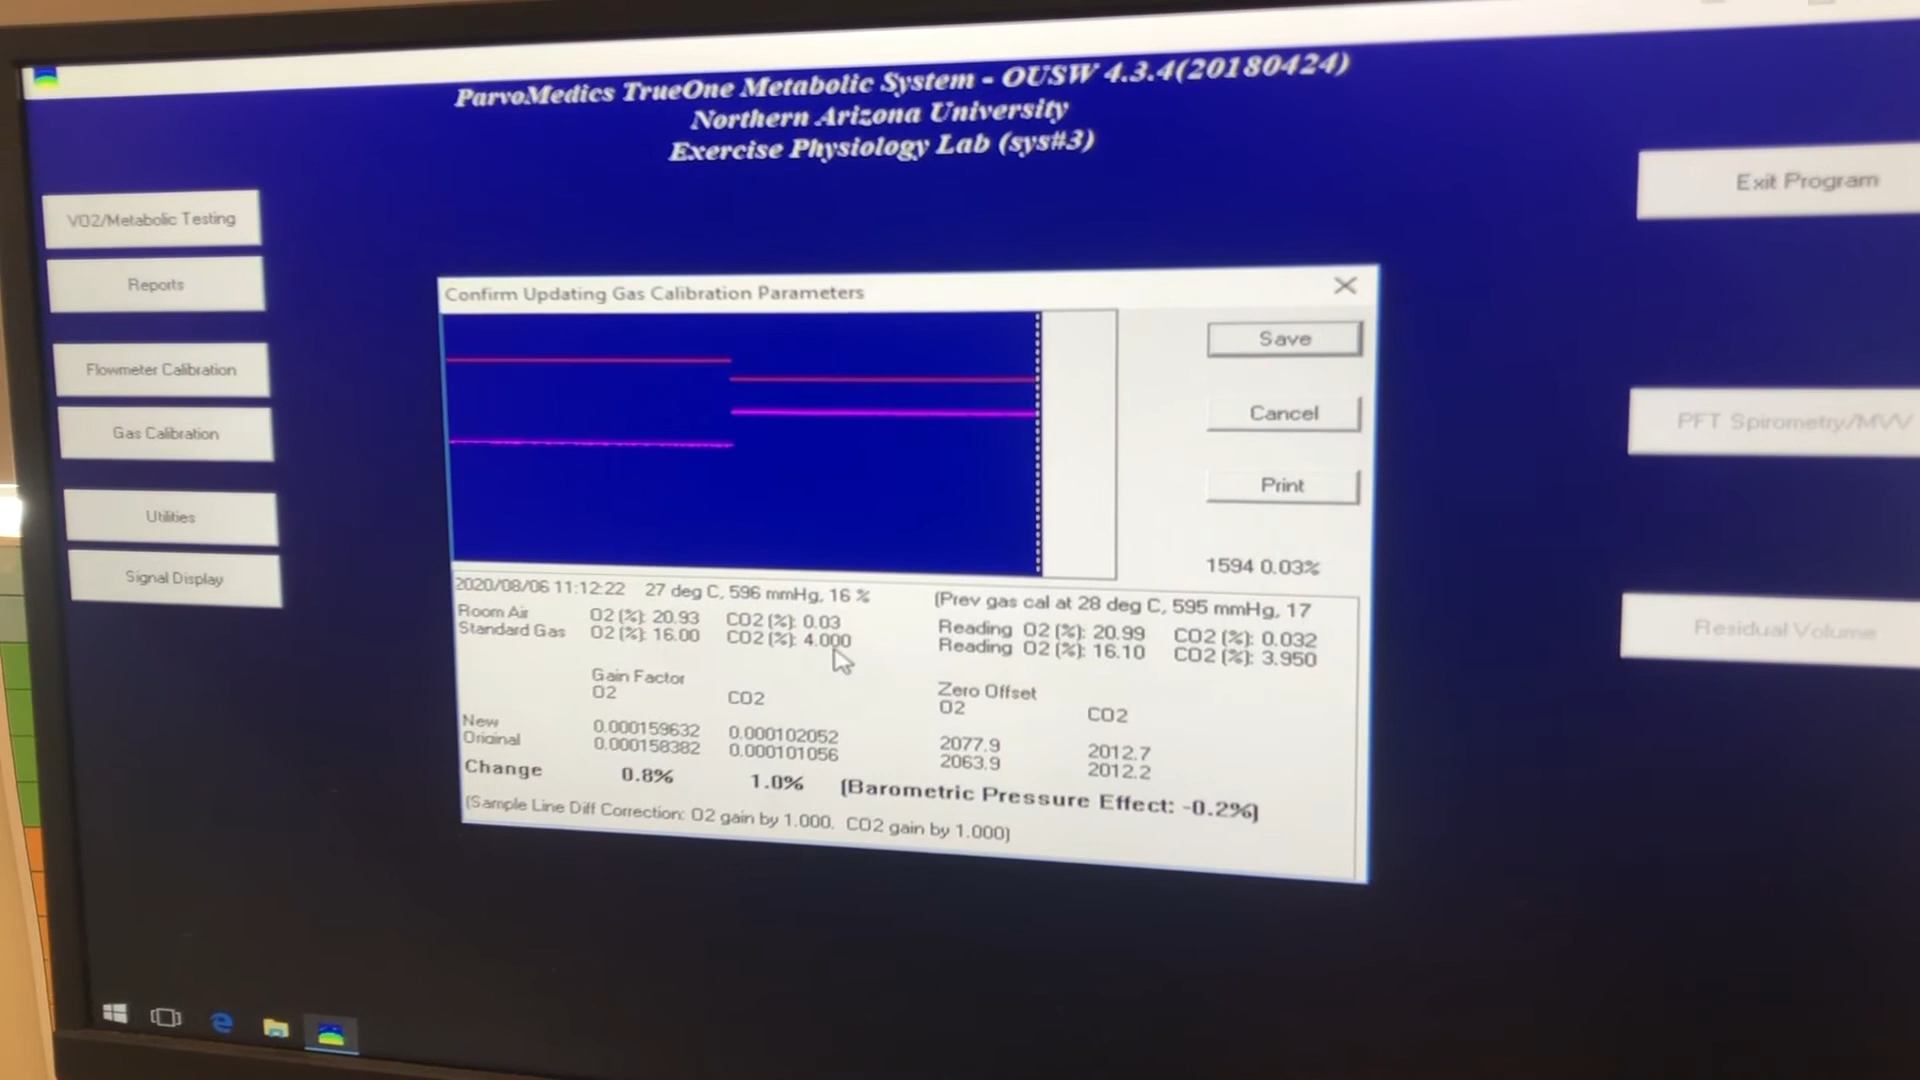 ParvoMedics TrueOne Metabolic System - OUSW 4.3.4(20180424)
Northern Arizona University
Exercise Physiology Lab (sys#3)
VO2/Metabolic Testing
Reports
Flowmeter Calibration
Gas Calibration
Utilities
Signal Display
Exit Program
PFT Spirometry/MVV
Residual Volume
Confirm Updating Gas Calibration Parameters
Save
Cancel
Print
1594 0.03%
2020/08/06 11:12:22 27 deg C, 596 mmHg, 16 % (Prev gas cal at 28 deg C, 595 mmHg, 17
Room Air O2 (%): 20.93 CO2 (%): 0.03 Reading O2 (%): 20.99 CO2 (%): 0.032
Standard Gas O2 (%): 16.00 CO2 (%): 4.000 Reading O2 (%): 16.10 CO2 (%): 3.950
Gain Factor Zero Offset
O2 CO2 O2 CO2
New 0.000159632 0.000102052 2077.9 2012.7
Original 0.000158382 0.000101056 2063.9 2012.2
Change 0.8% 1.0% (Barometric Pressure Effect: -0.2%)
(Sample Line Diff Correction: O2 gain by 1.000, CO2 gain by 1.000)